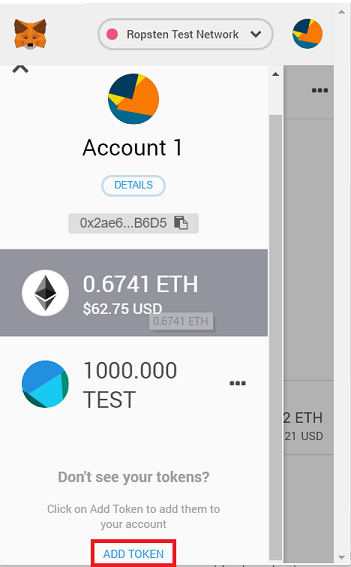 Ropsten Test Network
Account 1
DETAILS
0x2ae6...B6D5
0.6741 ETH
$62.75 USD
0.6741 ETH
1000.000
TEST
2 ETH
21 USD
Don't see your tokens?
Click on Add Token to add them to
your account
ADD TOKEN